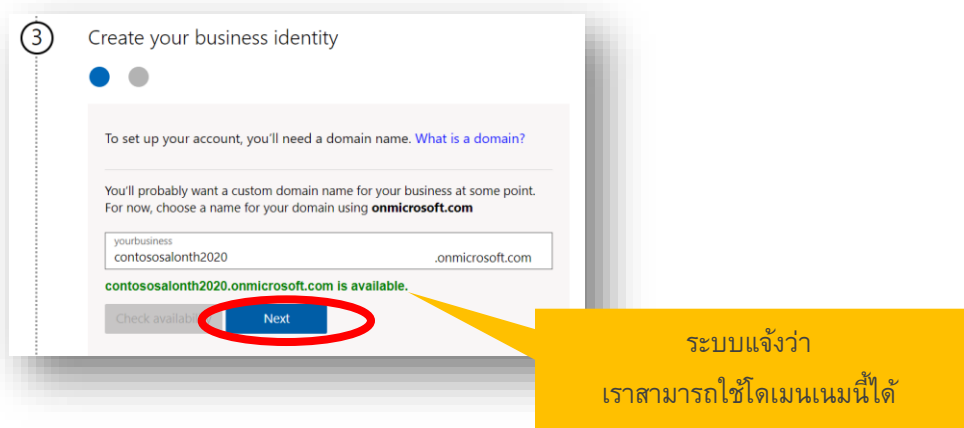 3
Create your business identity
To set up your account, you'll need a domain name. What is a domain?
You'll probably want a custom domain name for your business at some point.
For now, choose a name for your domain using onmicrosoft.com
yourbusiness
contososalonth2020
.onmicrosoft.com
contososalonth2020.onmicrosoft.com is available.
Check
Next
ระบบแจ้งว่า
เราสามารถใช้โดเมนเนมนี้ได้